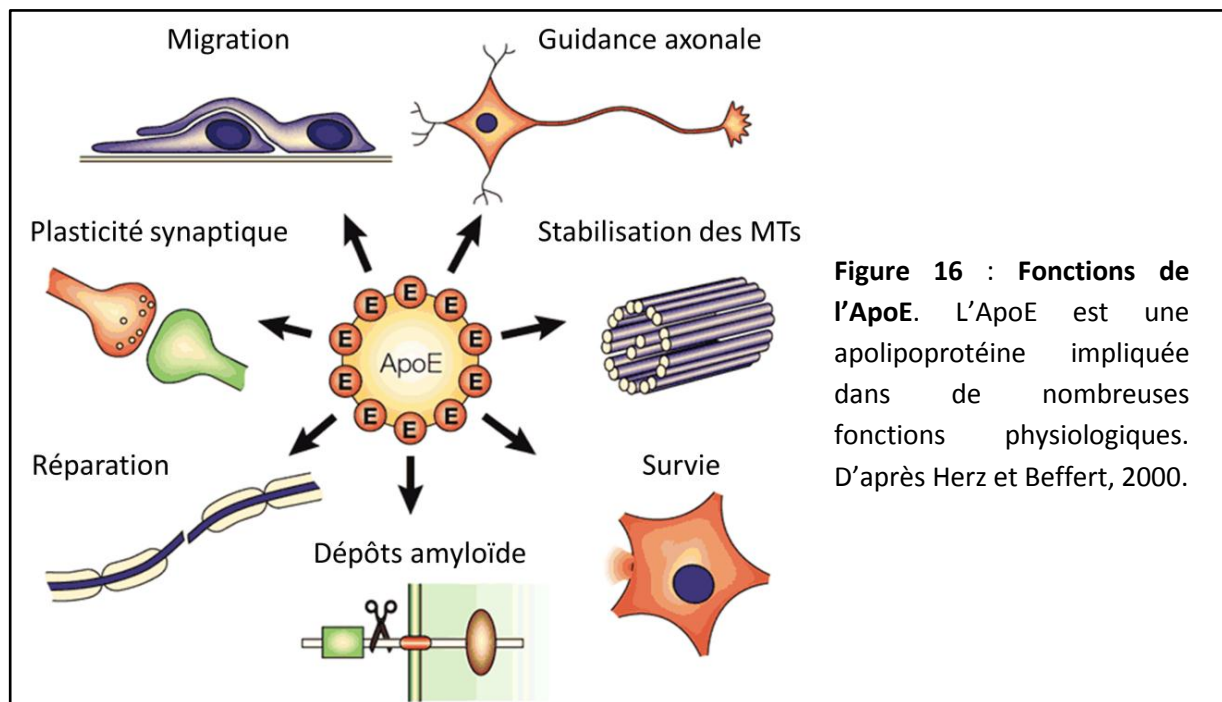 Migration
Guidance axonale
Plasticité synaptique
Stabilisation des MTs
E
E
E
E
E
E
E
E
E
E
ApoE
Réparation
Survie
Dépôts amyloïde
Figure 16 : Fonctions de
l’ApoE. L’ApoE est une
apolipoprotéine impliquée
dans de nombreuses
fonctions physiologiques.
D’après Herz et Beffert, 2000.